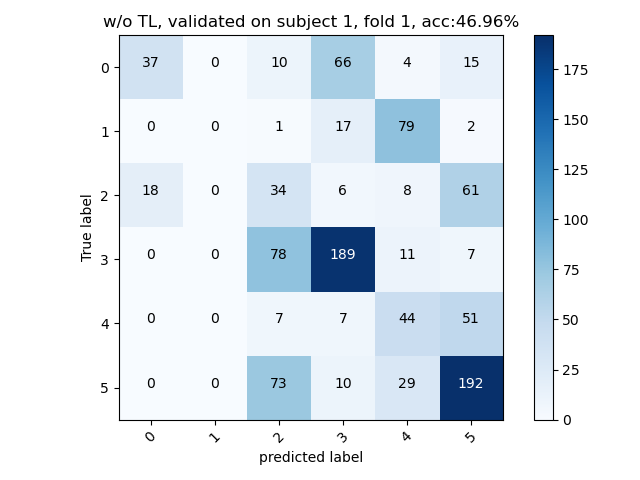 w/o TL, validated on subject 1, fold 1, acc:46.96%
0 37 0 10 66 4 15
1 0 0 1 17 79 2
2 18 0 34 6 8 61
3 0 0 78 189 11 7
4 0 0 7 7 44 51
5 0 0 73 10 29 192
0 1 2 3 4 5
True label
predicted label
175
150
125
100
75
50
25
0